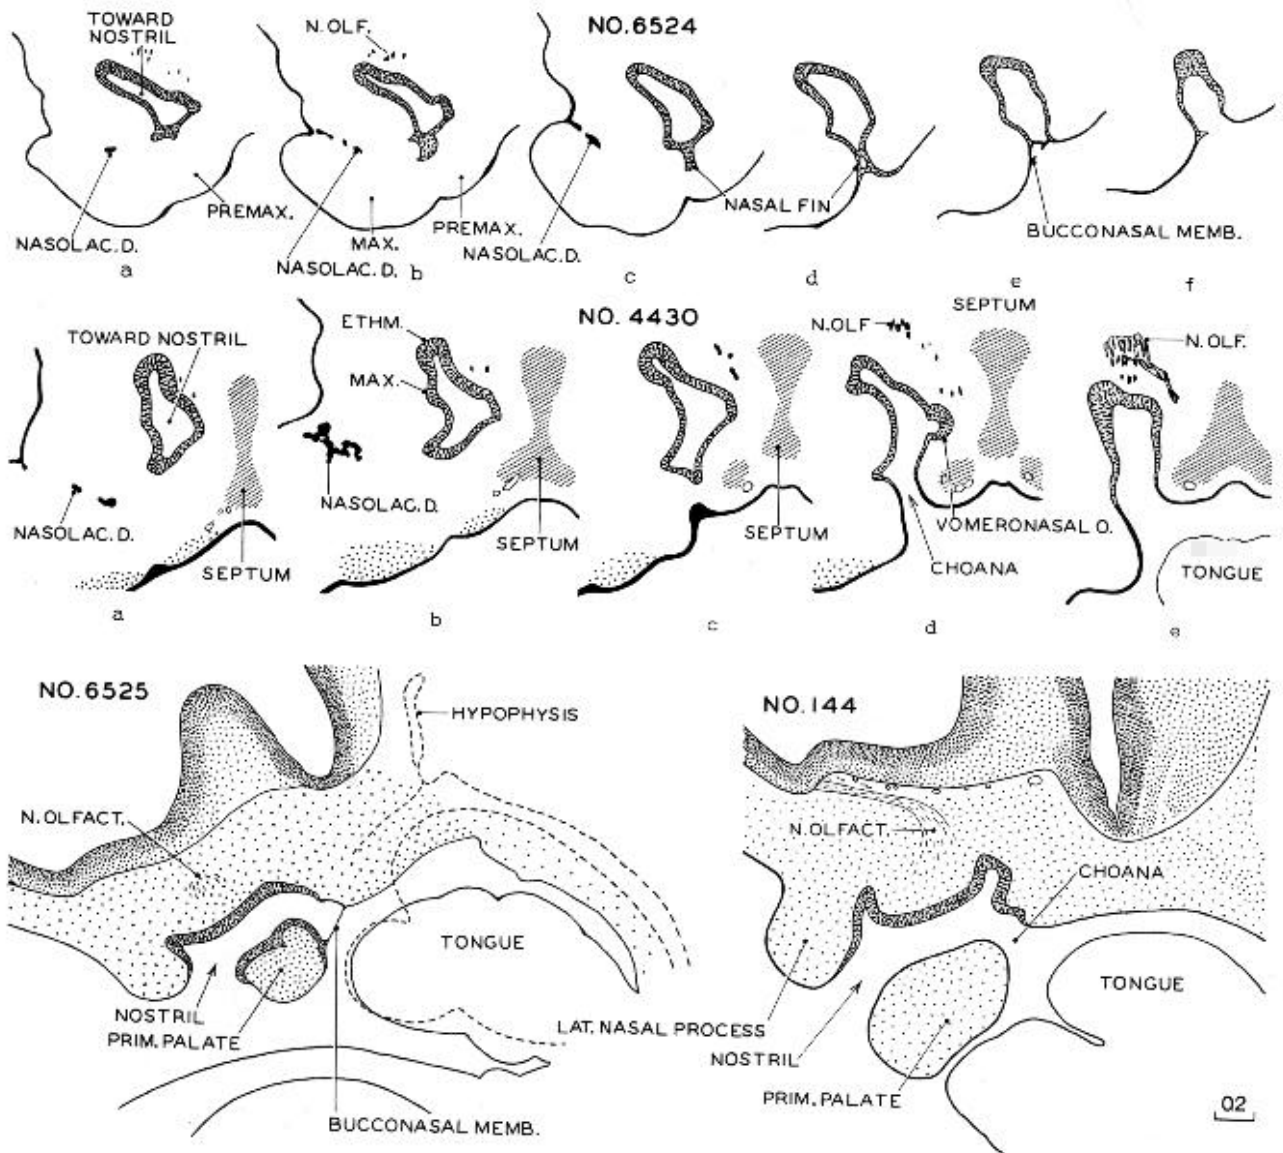 TOWARD
NOSTRIL
N.OLF.
NO.6524
PREMAX.
NASOLAC.D.
MAX.
PREMAX.
NASOLAC.D.
NASAL FIN
NASOLAC.D.
BUCCONASAL MEMB.
a
b
c
d
e
f
TOWARD NOSTRIL
ETHM.
MAX.
NO. 4430
N.OLF
SEPTUM
N.OLF.
NASOLAC.D.
SEPTUM
NASOLAC.D.
SEPTUM
SEPTUM
VOMERONASAL O.
CHOANA
TONGUE
a
b
c
d
e
NO.6525
HYPOPHYSIS
N.OLFACT.
TONGUE
NOSTRIL
PRIM.PALATE
BUCCONASAL MEMB.
NO.144
N.OLFACT.
CHOANA
TONGUE
LAT. NASAL PROCESS
NOSTRIL
PRIM. PALATE
02